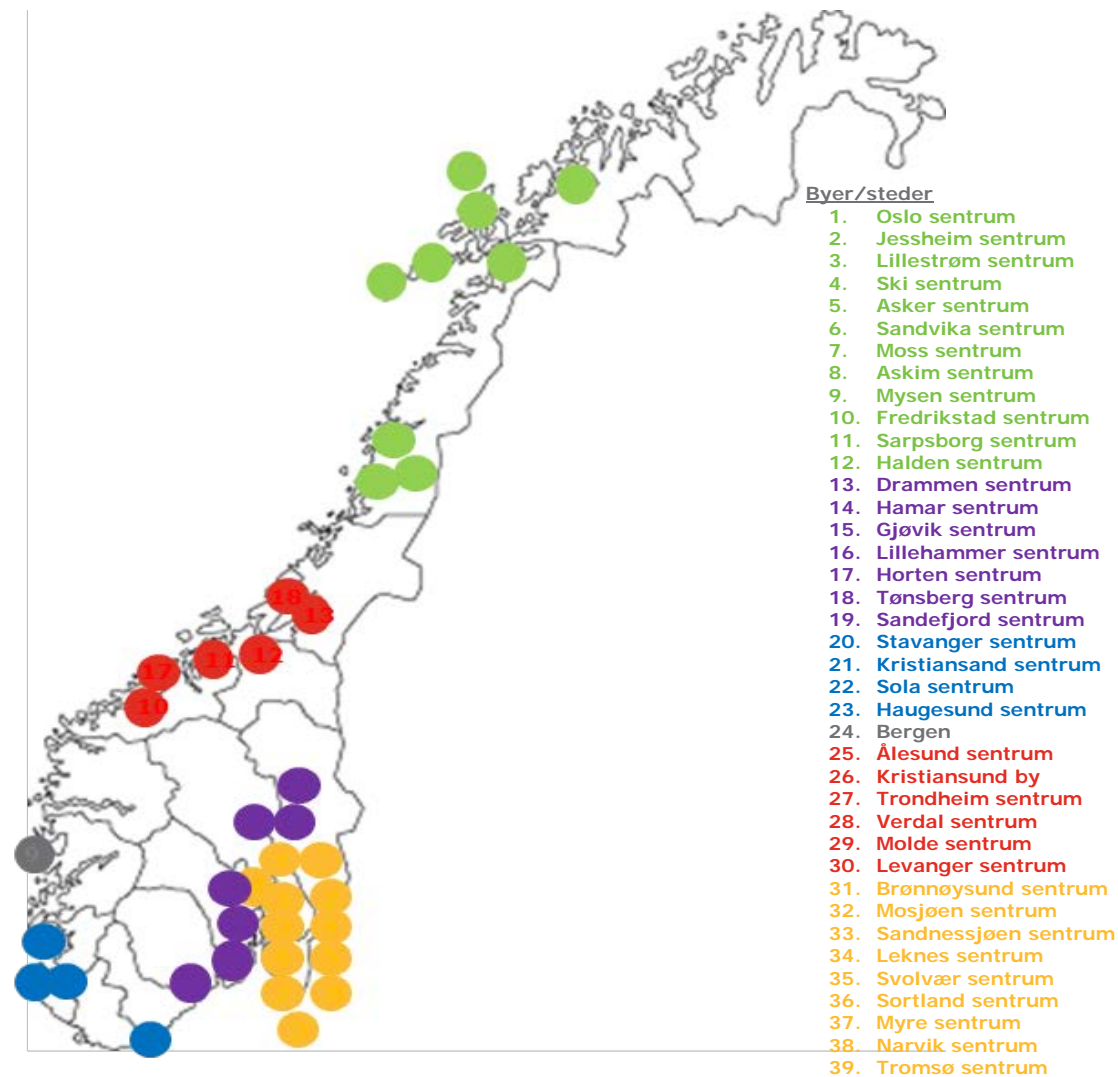 Byer/steder
1. Oslo sentrum
2. Jessheim sentrum
3. Lillestrøm sentrum
4. Ski sentrum
5. Asker sentrum
6. Sandvika sentrum
7. Moss sentrum
8. Askim sentrum
9. Mysen sentrum
10. Fredrikstad sentrum
11. Sarpsborg sentrum
12. Halden sentrum
13. Drammen sentrum
14. Hamar sentrum
15. Gjøvik sentrum
16. Lillehammer sentrum
17. Horten sentrum
18. Tønsberg sentrum
19. Sandefjord sentrum
20. Stavanger sentrum
21. Kristiansand sentrum
22. Sola sentrum
23. Haugesund sentrum
24. Bergen
25. Ålesund sentrum
26. Kristiansund by
27. Trondheim sentrum
28. Verdal sentrum
29. Molde sentrum
30. Levanger sentrum
31. Brønnøysund sentrum
32. Mosjøen sentrum
33. Sandnessjøen sentrum
34. Leknes sentrum
35. Svolvær sentrum
36. Sortland sentrum
37. Myre sentrum
38. Narvik sentrum
39. Tromsø sentrum
18
13
12
11
17
10
9